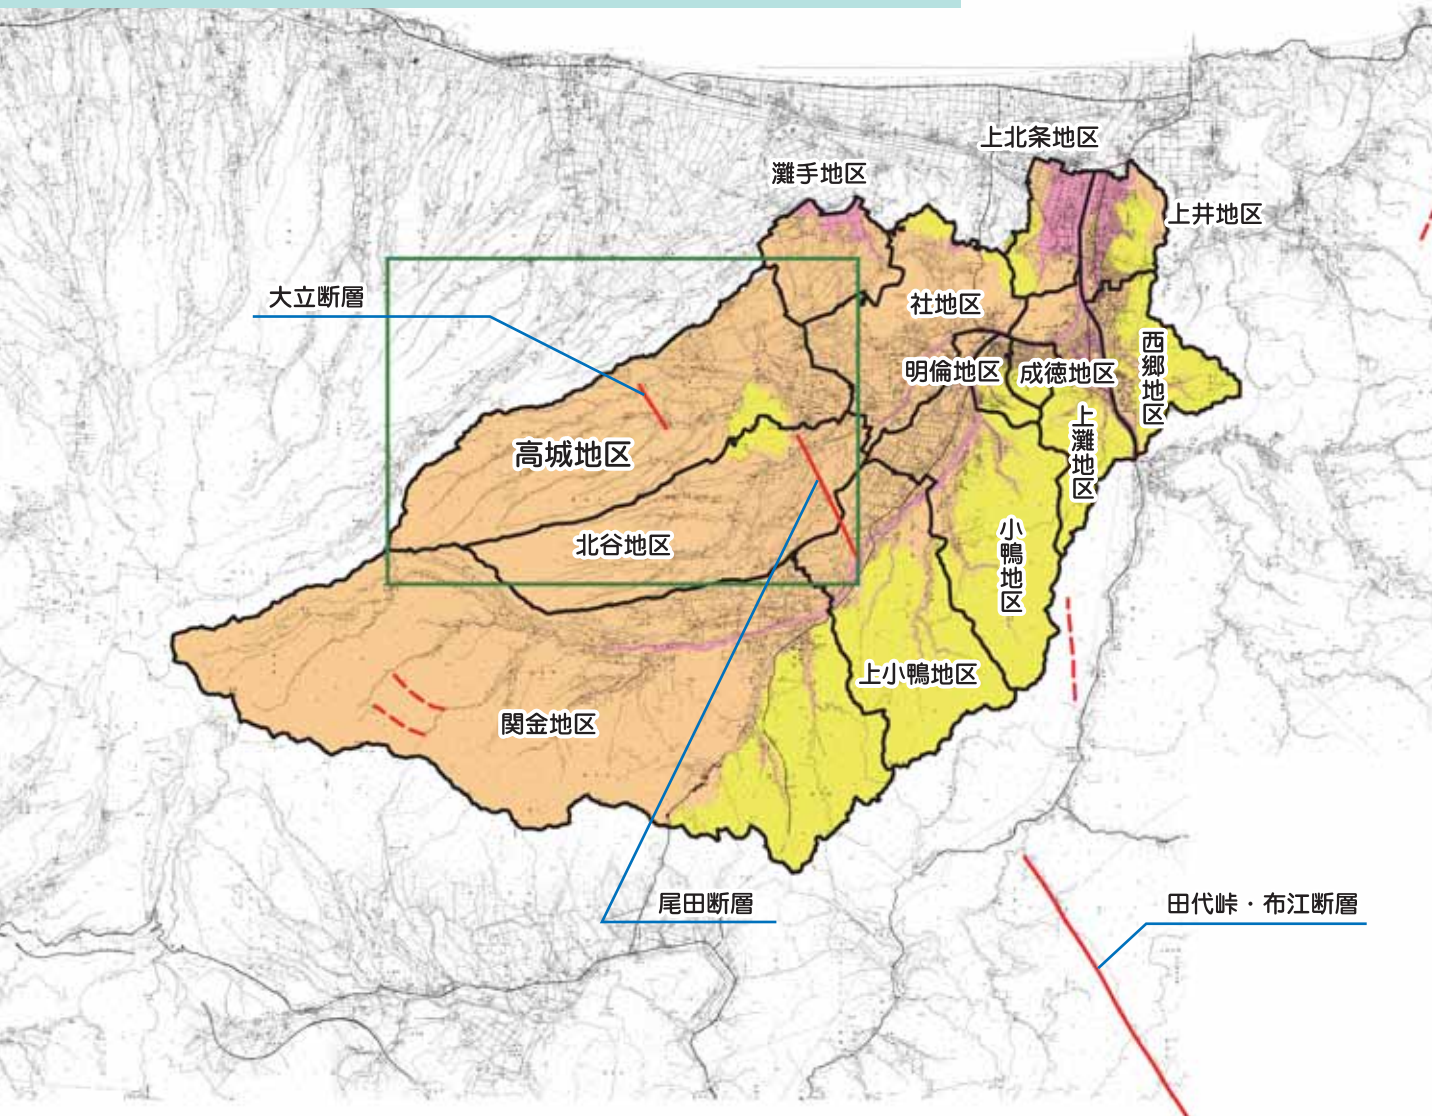 上北条地区
灘手地区
上井地区
大立断層
社地区
西郷地区
明倫地区
成徳地区
上灘地区
高城地区
北谷地区
小鴨地区
上小鴨地区
関金地区
尾田断層
田代峠・布江断層